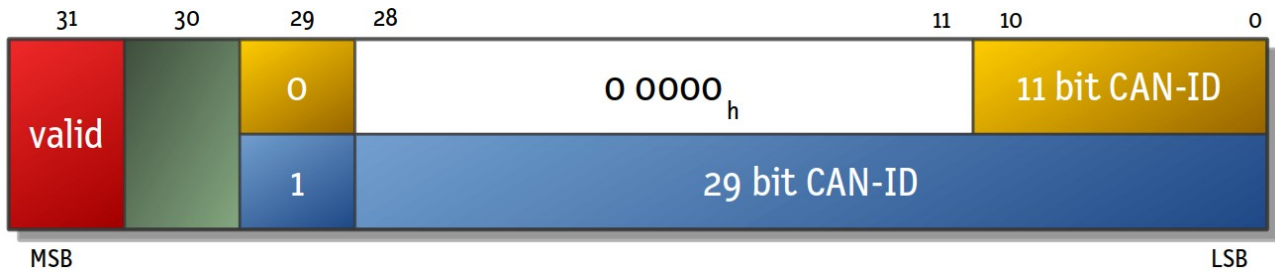 31 30 29 28 11 10 0
valid 0 0 0000h 11 bit CAN-ID
1 29 bit CAN-ID
MSB LSB